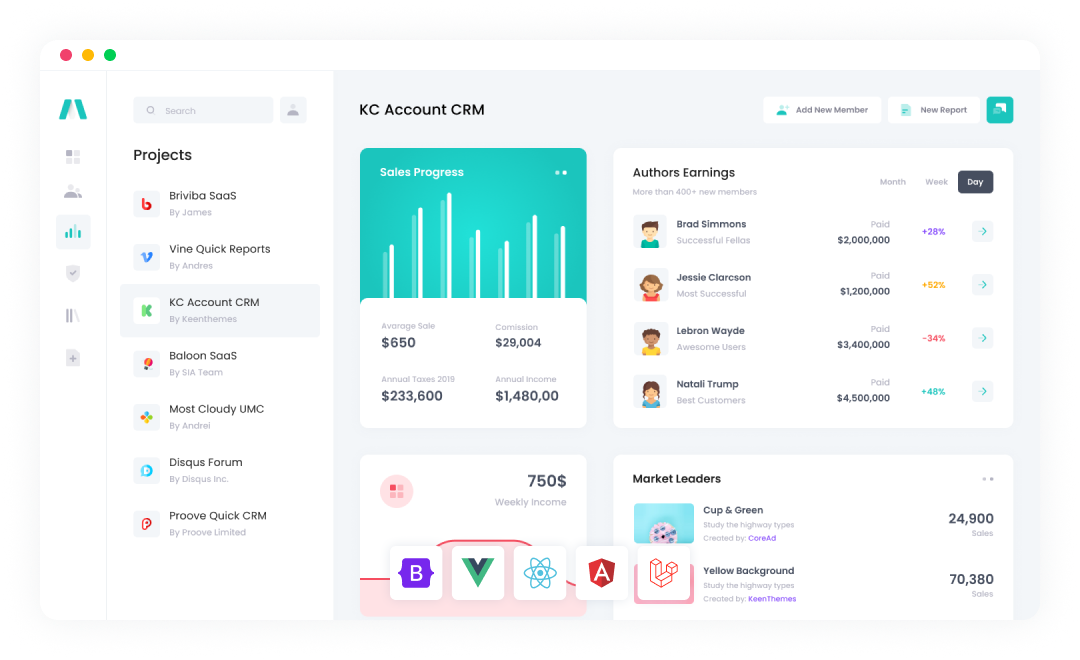 Search
Projects
Briviba SaaS
By James
Vine Quick Reports
By Andres
KC Account CRM
By Keenthemes
Baloon SaaS
By SIA Team
Most Cloudy UMC
By Andrei
Disqus Forum
By Disqus Inc.
Proove Quick CRM
By Proove Limited
KC Account CRM
Add New Member
New Report
Sales Progress
Avarage Sale
$650
Comission
$29,004
Annual Taxes 2019
$233,600
Annual Income
$1,480,00
Authors Earnings
More than 400+ new members
Month
Week
Day
Brad Simmons
Successful Fellas
Paid
$2,000,000
+28%
Jessie Clarcson
Most Successful
Paid
$1,200,000
+52%
Lebron Wayde
Awesome Users
Paid
$3,400,000
-34%
Natali Trump
Best Customers
Paid
$4,500,000
+48%
750$
Weekly Income
B
A
Market Leaders
Cup & Green
Study the highway types
Created by: CoreAd
24,900
Sales
Yellow Background
Study the highway types
Created by: KeenThemes
70,380
Sales